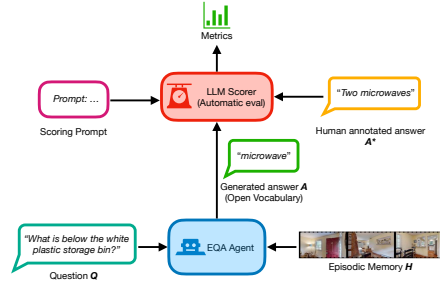 Metrics
Prompt: ...
LLM Scorer
(Automatic eval)
"Two microwaves"
Scoring Prompt
Human annotated answer
A*
"microwave"
Generated answer A
(Open Vocabulary)
"What is below the white
plastic storage bin?"
EQA Agent
Question Q
Episodic Memory H